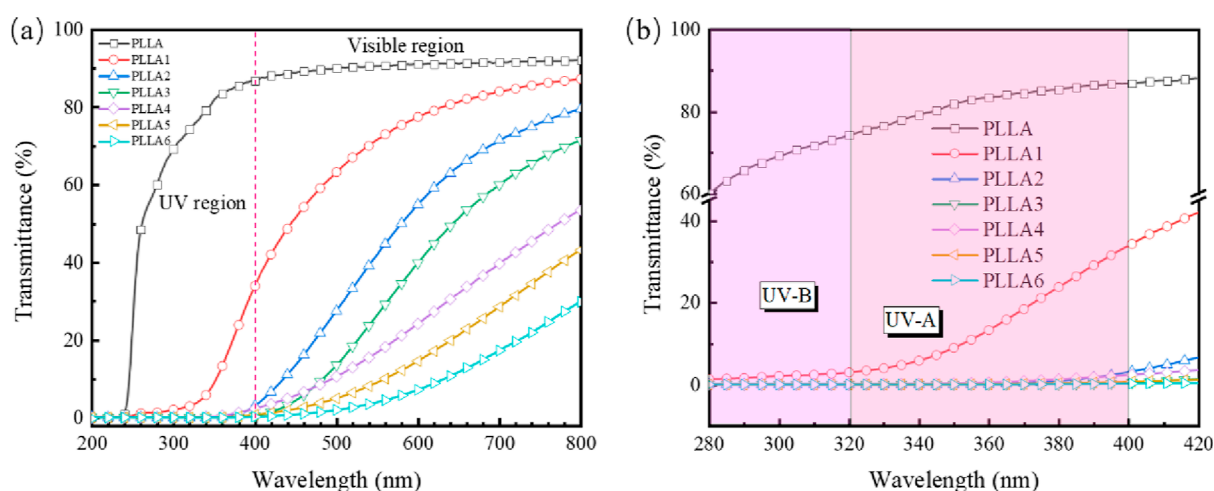 (a)
100
80
60
40
20
0
Transmittance (%)
PLLA
PLLA1
PLLA2
PLLA3
PLLA4
PLLA5
PLLA6
Visible region
UV region
200 300 400 500 600 700 800
Wavelength (nm)
(b)
100
80
60
40
20
0
Transmittance (%)
PLLA
PLLA1
PLLA2
PLLA3
PLLA4
PLLA5
PLLA6
UV-B
UV-A
280 300 320 340 360 380 400 420
Wavelength (nm)